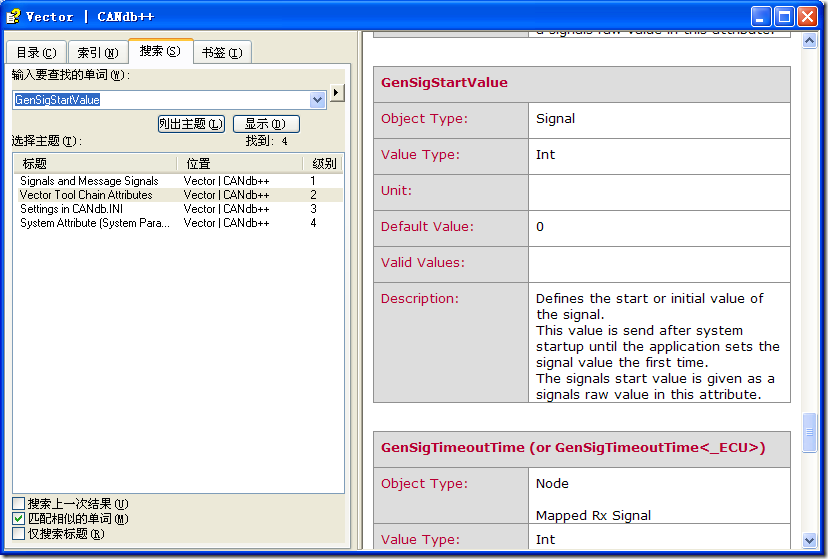 Vector | CANdb++
目录(C) 索引(N) 搜索(S) 书签(I)
输入要查找的单词(W):
GenSigStartValue
列出主题(L) 显示(D)
选择主题(T): 找到: 4
标题 位置 级别
Signals and Message Signals Vector | CANdb++ 1
Vector Tool Chain Attributes Vector | CANdb++ 2
Settings in CANdb.INI Vector | CANdb++ 3
System Attribute (System Para... Vector | CANdb++ 4
搜索上一次结果(U)
匹配相似的单词(M)
仅搜索标题(R)
a signals raw value in this attribute.
GenSigStartValue
Object Type: Signal
Value Type: Int
Unit:
Default Value: 0
Valid Values:
Description: Defines the start or initial value of
the signal.
This value is send after system
startup until the application sets the
signal value the first time.
The signals start value is given as a
signals raw value in this attribute.
GenSigTimeoutTime (or GenSigTimeoutTime<_ECU>)
Object Type: Node
Mapped Rx Signal
Value Type: Int